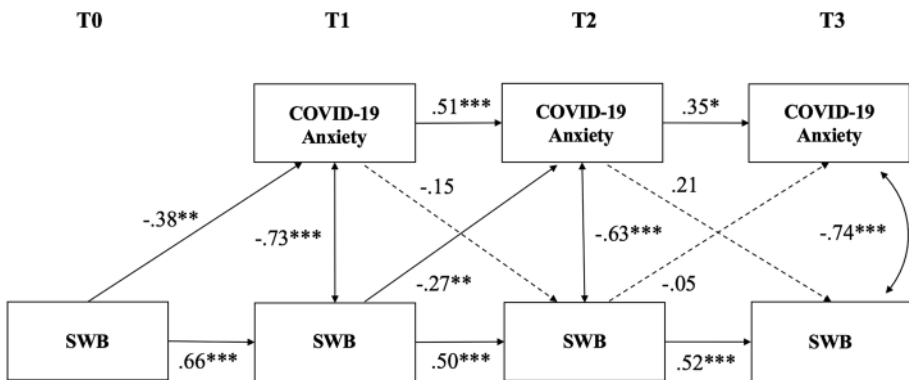 T0 T1 T2 T3
COVID-19
Anxiety
.51***
COVID-19
Anxiety
.35*
COVID-19
Anxiety
-.38**
-.73***
-.15
-.27**
-.63***
.21
-.05
-.74***
SWB
.66***
SWB
.50***
SWB
.52***
SWB